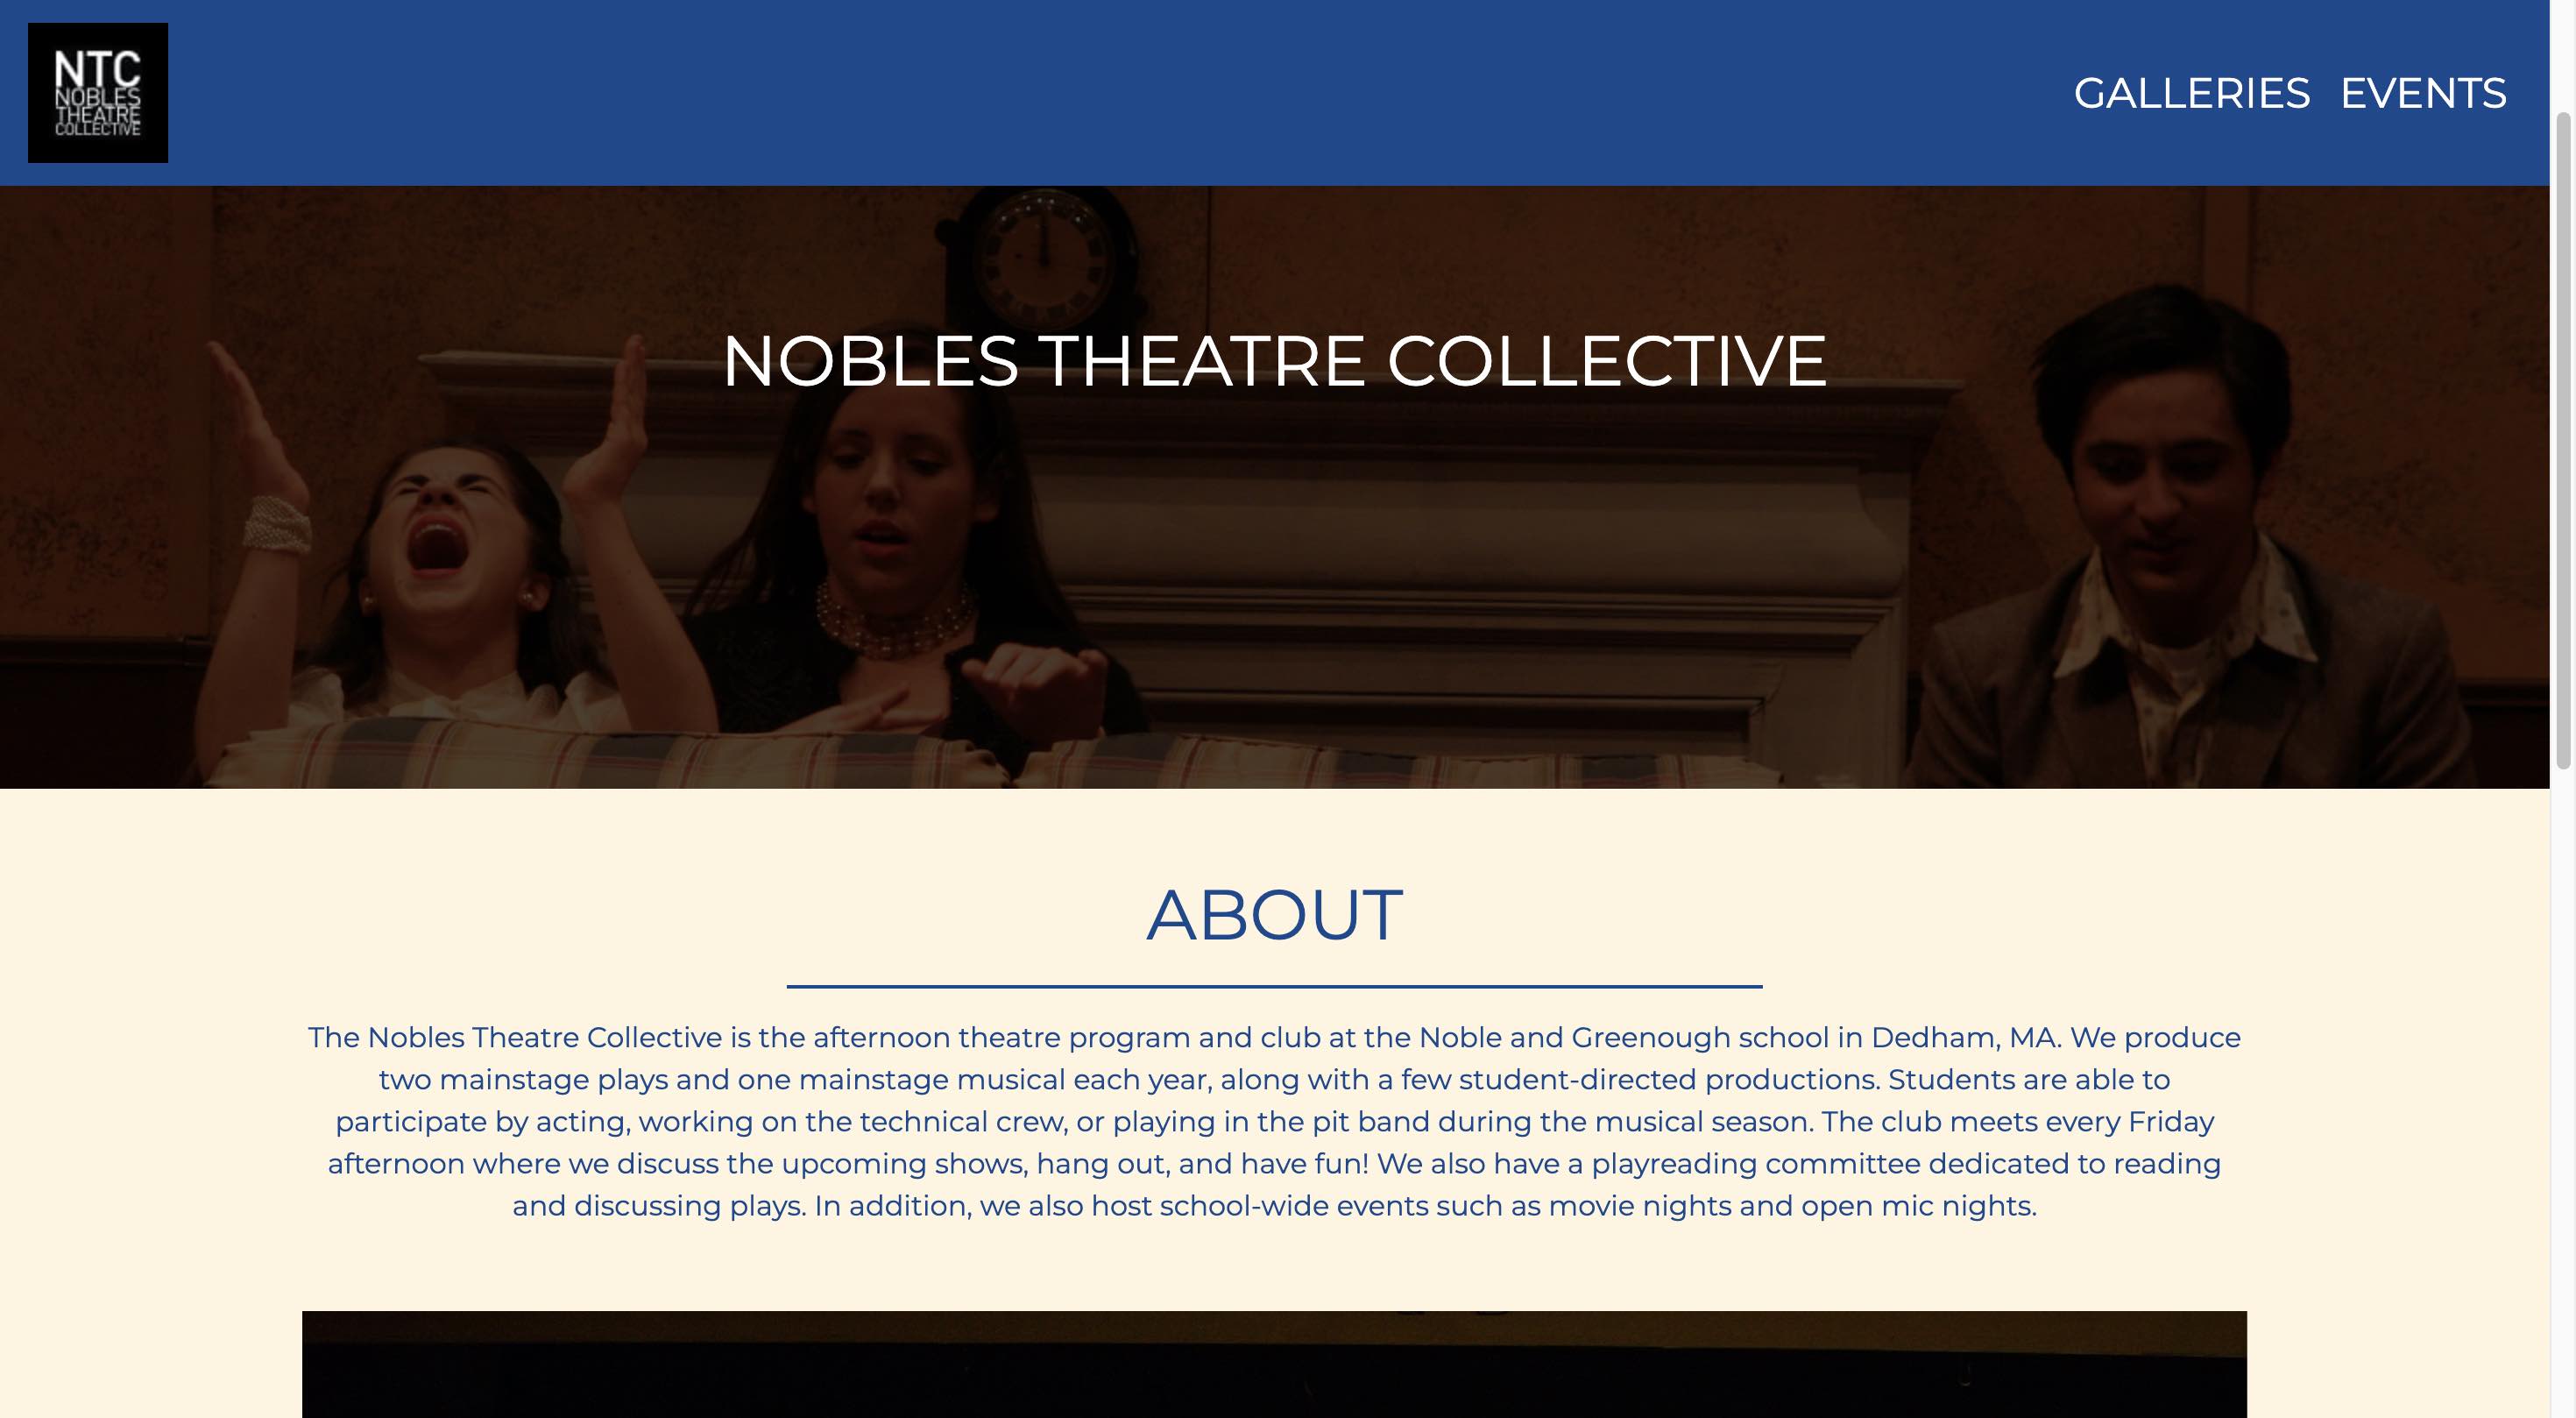 NTC
NOBLES
THEATRE
COLLECTIVE
GALLERIES EVENTS
NOBLES THEATRE COLLECTIVE
ABOUT
The Nobles Theatre Collective is the afternoon theatre program and club at the Noble and Greenough school in Dedham, MA. We produce
two mainstage plays and one mainstage musical each year, along with a few student-directed productions. Students are able to
participate by acting, working on the technical crew, or playing in the pit band during the musical season. The club meets every Friday
afternoon where we discuss the upcoming shows, hang out, and have fun! We also have a playreading committee dedicated to reading
and discussing plays. In addition, we also host school-wide events such as movie nights and open mic nights.